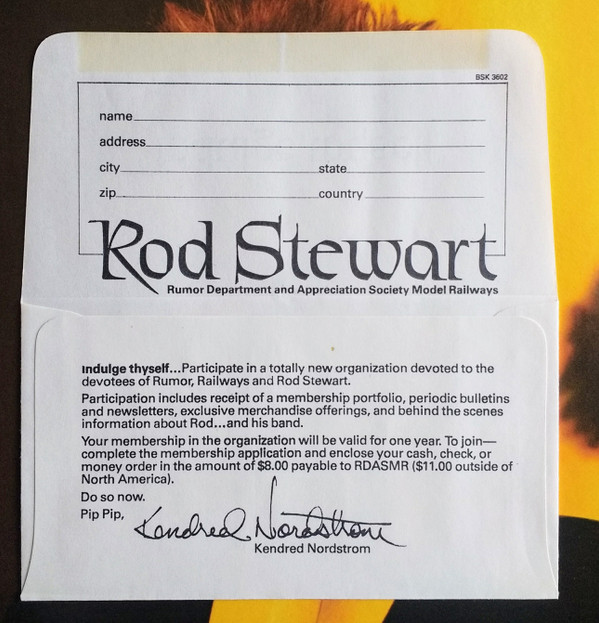 BSK 3602
name
address
city state
zip country
Rod Stewart
Rumor Department and Appreciation Society Model Railways
Indulge thyself...Participate in a totally new organization devoted to the
devotees of Rumor, Railways and Rod Stewart.
Participation includes receipt of a membership portfolio, periodic bulletins
and newsletters, exclusive merchandise offerings, and behind the scenes
information about Rod...and his band.
Your membership in the organization will be valid for one year. To join—
complete the membership application and enclose your cash, check, or
money order in the amount of $8.00 payable to RDASMR ($11.00 outside of
North America).
Do so now.
Pip Pip, Kendred Nordstrom
Kendred Nordstrom